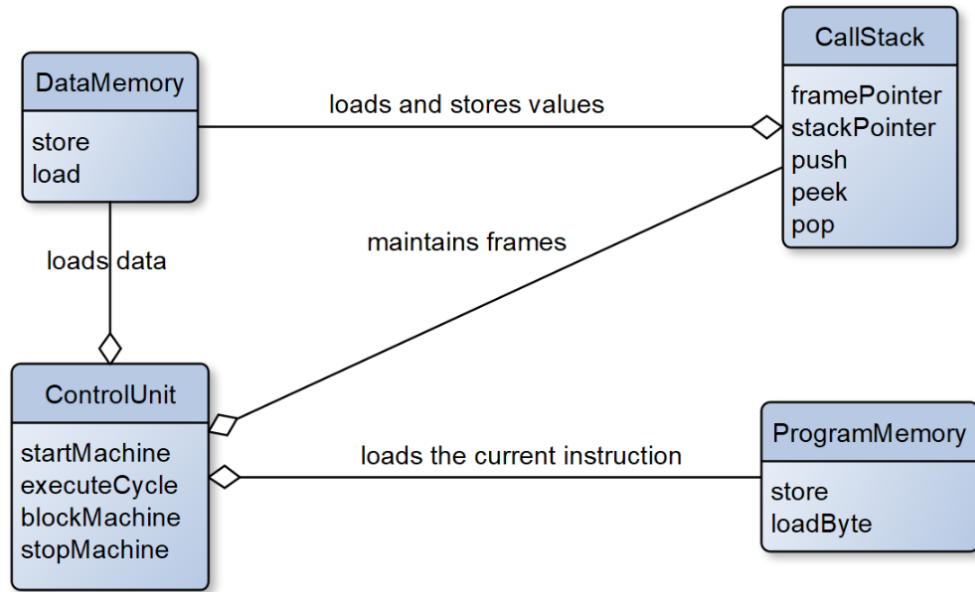 DataMemory
store
load
loads and stores values
CallStack
framePointer
stackPointer
push
peek
pop
loads data
maintains frames
ControlUnit
startMachine
executeCycle
blockMachine
stopMachine
loads the current instruction
ProgramMemory
store
loadByte